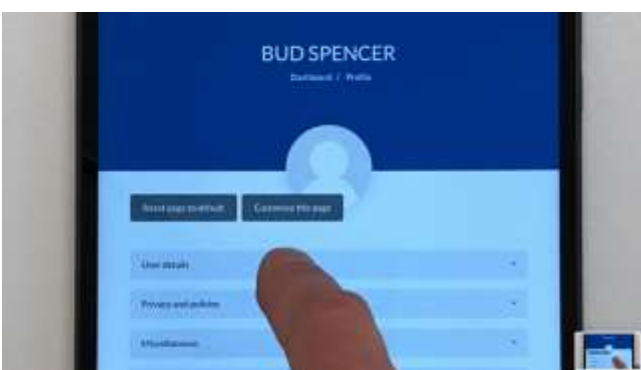 BUD SPENCER
Dashboard / Profile
Reset page to default Customise this page
User details
Privacy and policies
Miscellaneous